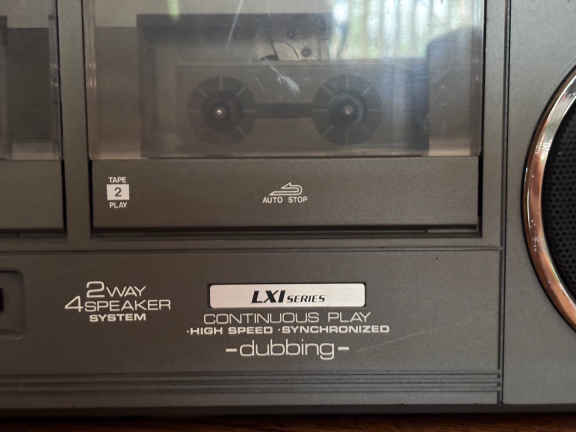 TAPE
2
PLAY
AUTO STOP
2WAY
4SPEAKER
SYSTEM
LXI SERIES
CONTINUOUS PLAY
·HIGH SPEED ·SYNCHRONIZED
-dubbing-